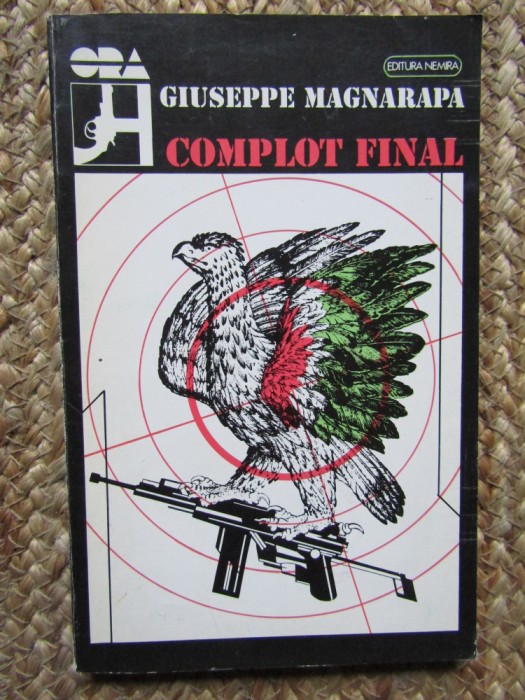 ORA
EDITURA NEMIRA
H
GIUSEPPE MAGNARAPA
COMPLOT FINAL